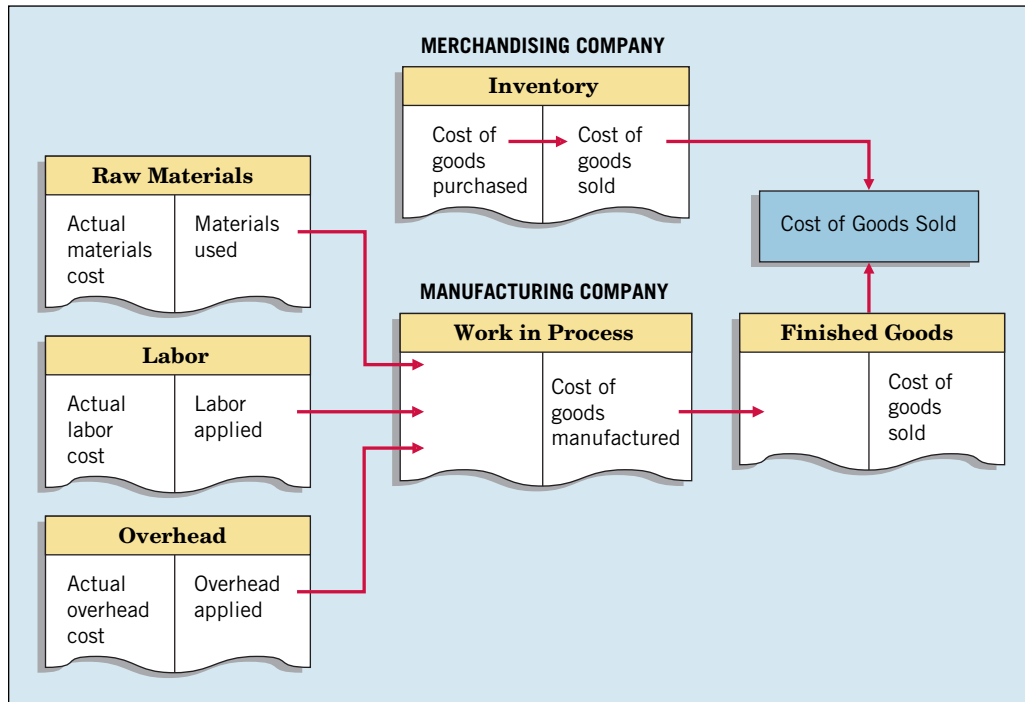 MERCHANDISING COMPANY
Inventory
Cost of
goods
purchased
Cost of
goods
sold
Raw Materials
Actual
materials
cost
Materials
used
Cost of Goods Sold
MANUFACTURING COMPANY
Work in Process
Cost of
goods
manufactured
Finished Goods
Cost of
goods
sold
Labor
Actual
labor
cost
Labor
applied
Overhead
Actual
overhead
cost
Overhead
applied